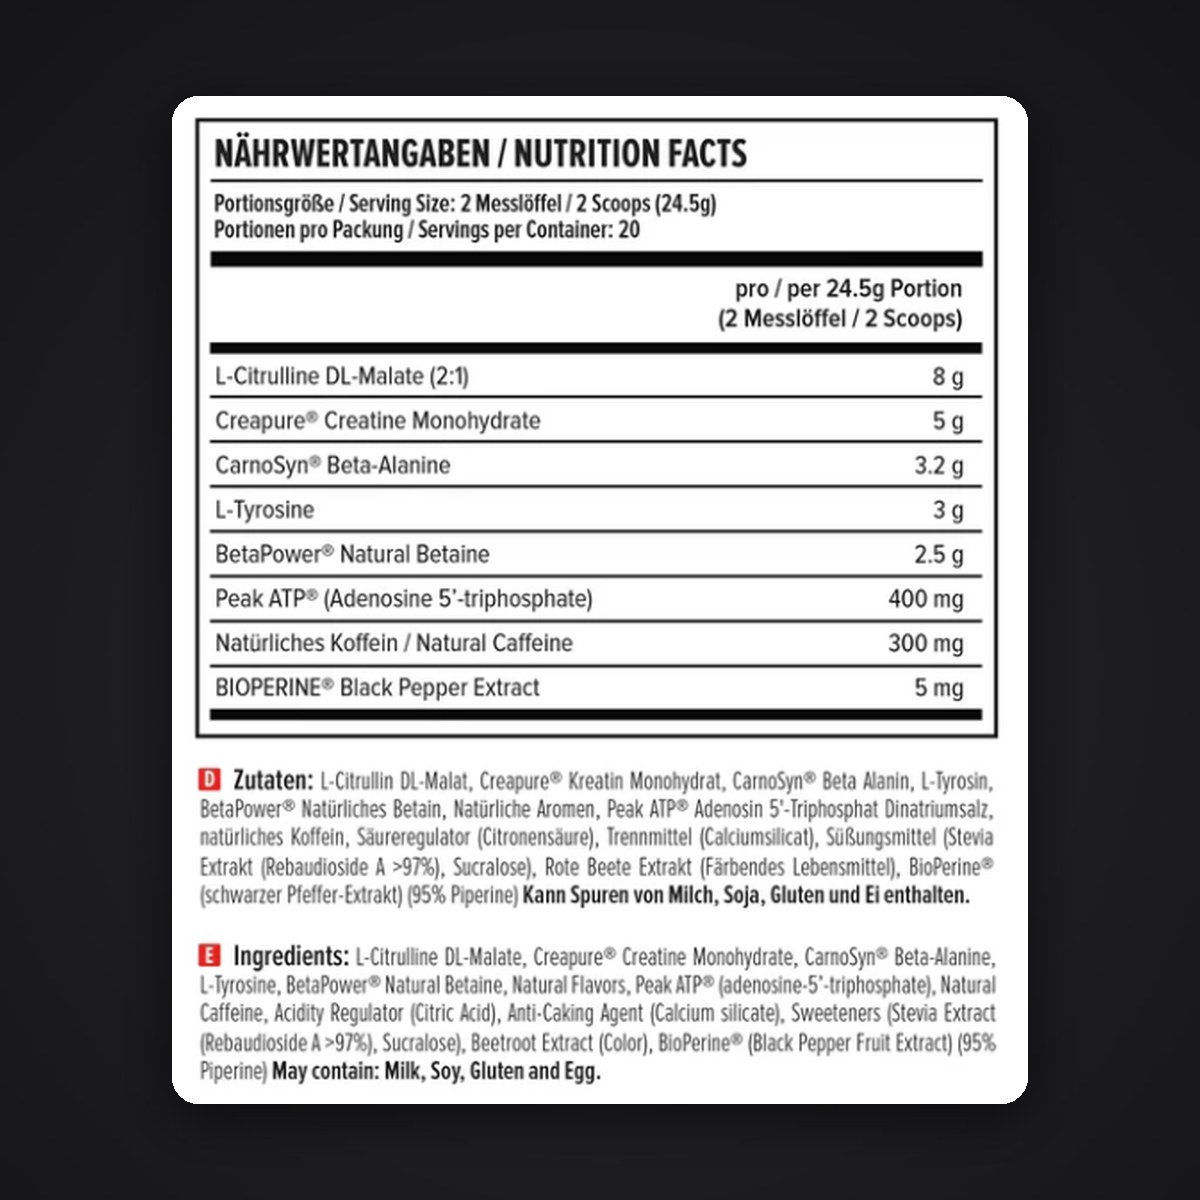 NÄHRWERTANGABEN / NUTRITION FACTS
Portionsgröße / Serving Size: 2 Messlöffel / 2 Scoops (24.5g)
Portionen pro Packung / Servings per Container: 20
pro / per 24.5g Portion
(2 Messlöffel / 2 Scoops)
L-Citrulline DL-Malate (2:1) 8 g
Creapure® Creatine Monohydrate 5 g
CarnoSyn® Beta-Alanine 3.2 g
L-Tyrosine 3 g
BetaPower® Natural Betaine 2.5 g
Peak ATP® (Adenosine 5'-triphosphate) 400 mg
Natürliches Koffein / Natural Caffeine 300 mg
BIOPERINE® Black Pepper Extract 5 mg
D Zutaten: L-Citrullin DL-Malat, Creapure® Kreatin Monohydrat, CarnoSyn® Beta Alanin, L-Tyrosin,
BetaPower® Natürliches Betain, Natürliche Aromen, Peak ATP® Adenosin 5'-Triphosphat Dinatriumsalz,
natürliches Koffein, Säureregulator (Citronensäure), Trennmittel (Calciumsilicat), Süßungsmittel (Stevia
Extrakt (Rebaudioside A >97%), Sucralose), Rote Beete Extrakt (Färbendes Lebensmittel), BioPerine®
(schwarzer Pfeffer-Extrakt) (95% Piperine) Kann Spuren von Milch, Soja, Gluten und Ei enthalten.
E Ingredients: L-Citrulline DL-Malate, Creapure® Creatine Monohydrate, CarnoSyn® Beta-Alanine,
L-Tyrosine, BetaPower® Natural Betaine, Natural Flavors, Peak ATP® (adenosine-5'-triphosphate), Natural
Caffeine, Acidity Regulator (Citric Acid), Anti-Caking Agent (Calcium silicate), Sweeteners (Stevia Extract
(Rebaudioside A >97%), Sucralose), Beetroot Extract (Color), BioPerine® (Black Pepper Fruit Extract) (95%
Piperine) May contain: Milk, Soy, Gluten and Egg.